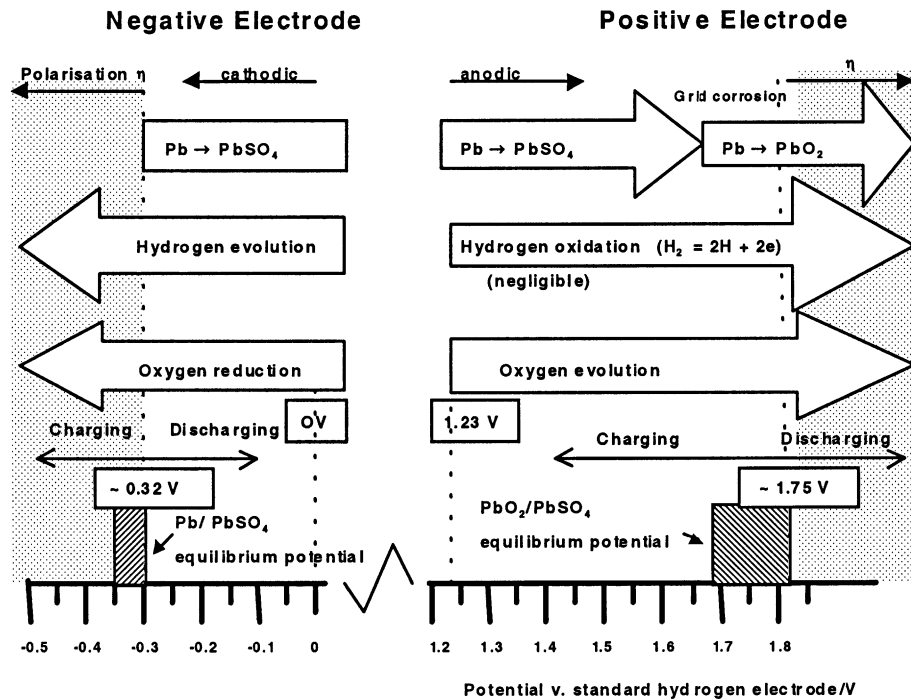 Negative Electrode
Positive Electrode
Polarisation η
cathodic
anodic
η
Grid corrosion
Pb → PbSO₄
Pb → PbSO₄
Pb → PbO₂
Hydrogen evolution
Hydrogen oxidation (H₂ = 2H + 2e)
(negligible)
Oxygen reduction
Oxygen evolution
0V
1.23 V
Charging
Discharging
Charging
Discharging
~ 0.32 V
~ 1.75 V
Pb/ PbSO₄
equilibrium potential
PbO₂/PbSO₄
equilibrium potential
-0.5 -0.4 -0.3 -0.2 -0.1 0 1.2 1.3 1.4 1.5 1.6 1.7 1.8
Potential v. standard hydrogen electrode/V